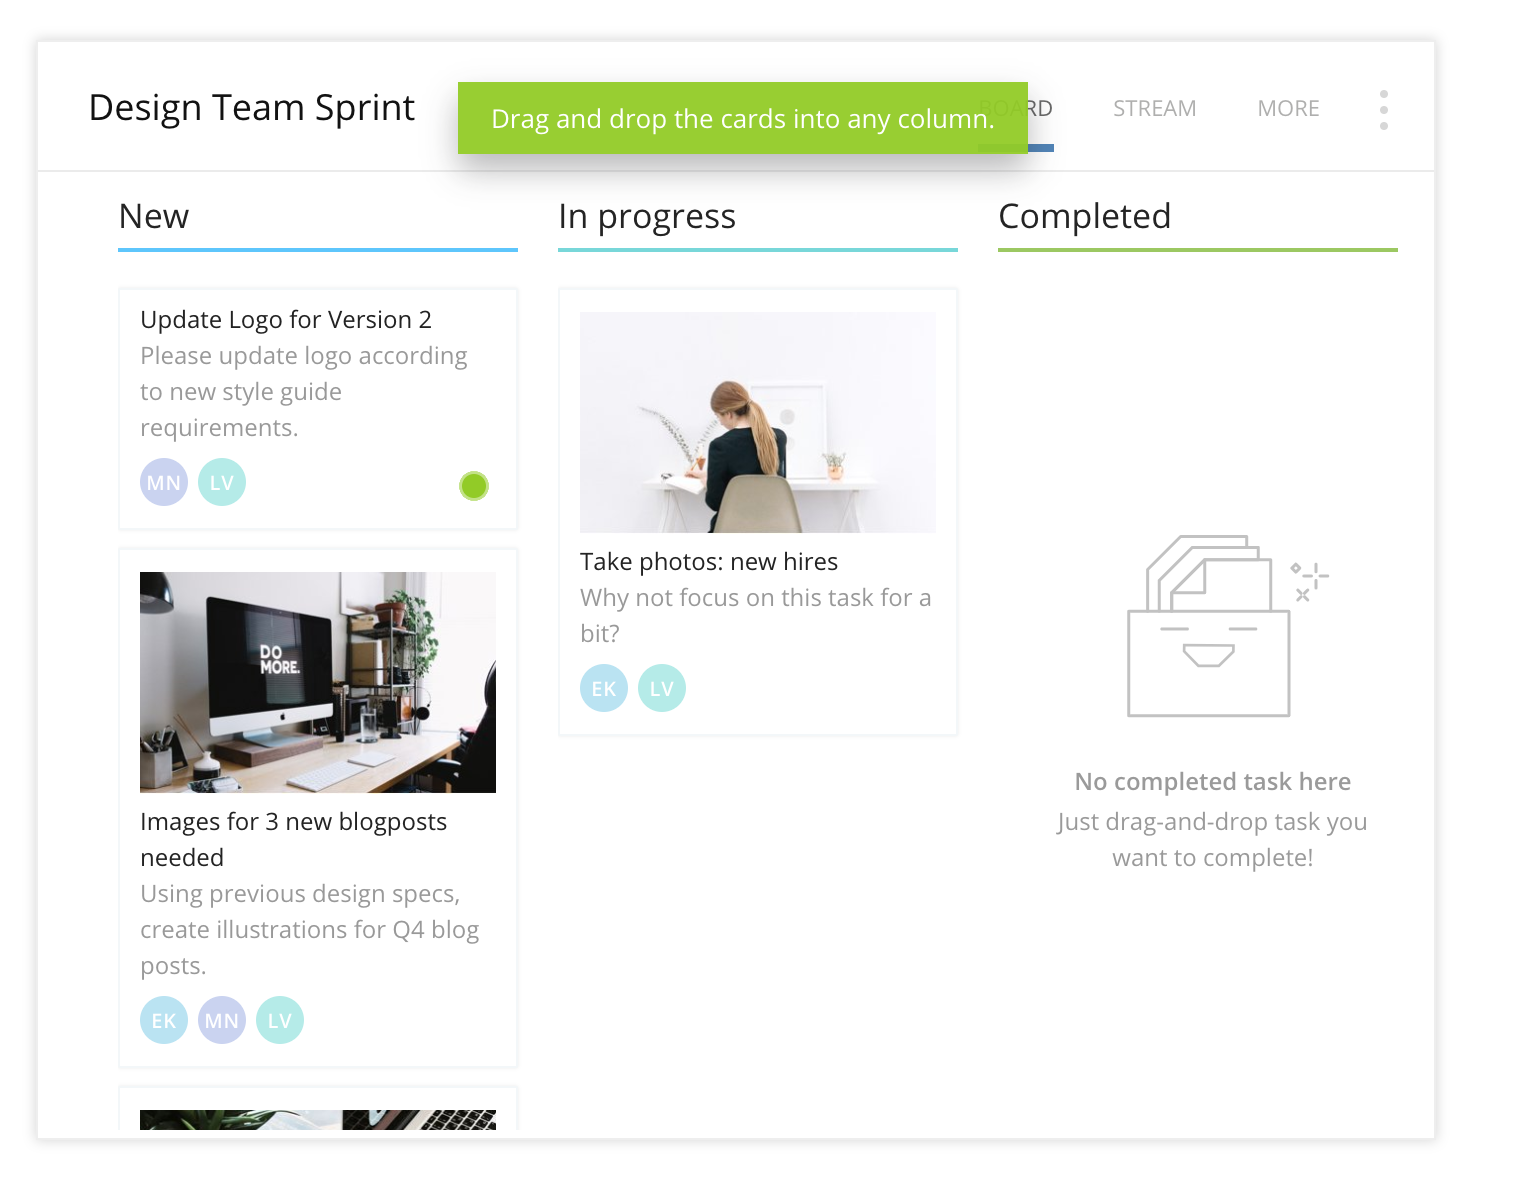 Design Team Sprint
Drag and drop the cards into any column.
BOARD
STREAM
MORE
New
In progress
Completed
Update Logo for Version 2
Please update logo according
to new style guide
requirements.
MN LV
DO
MORE.
Images for 3 new blogposts
needed
Using previous design specs,
create illustrations for Q4 blog
posts.
EK MN LV
Take photos: new hires
Why not focus on this task for a
bit?
EK LV
No completed task here
Just drag-and-drop task you
want to complete!